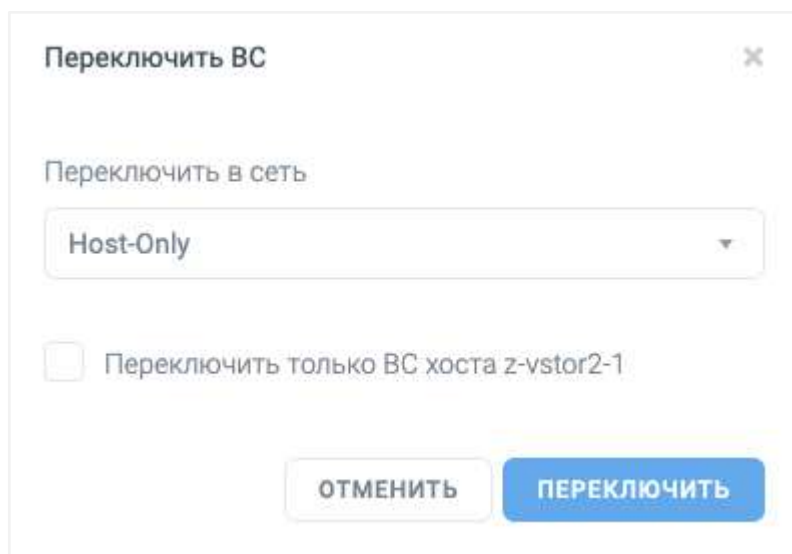 Переключить ВС
Переключить в сеть
Host-Only
Переключить только ВС хоста z-vstor2-1
ОТМЕНИТЬ
ПЕРЕКЛЮЧИТЬ